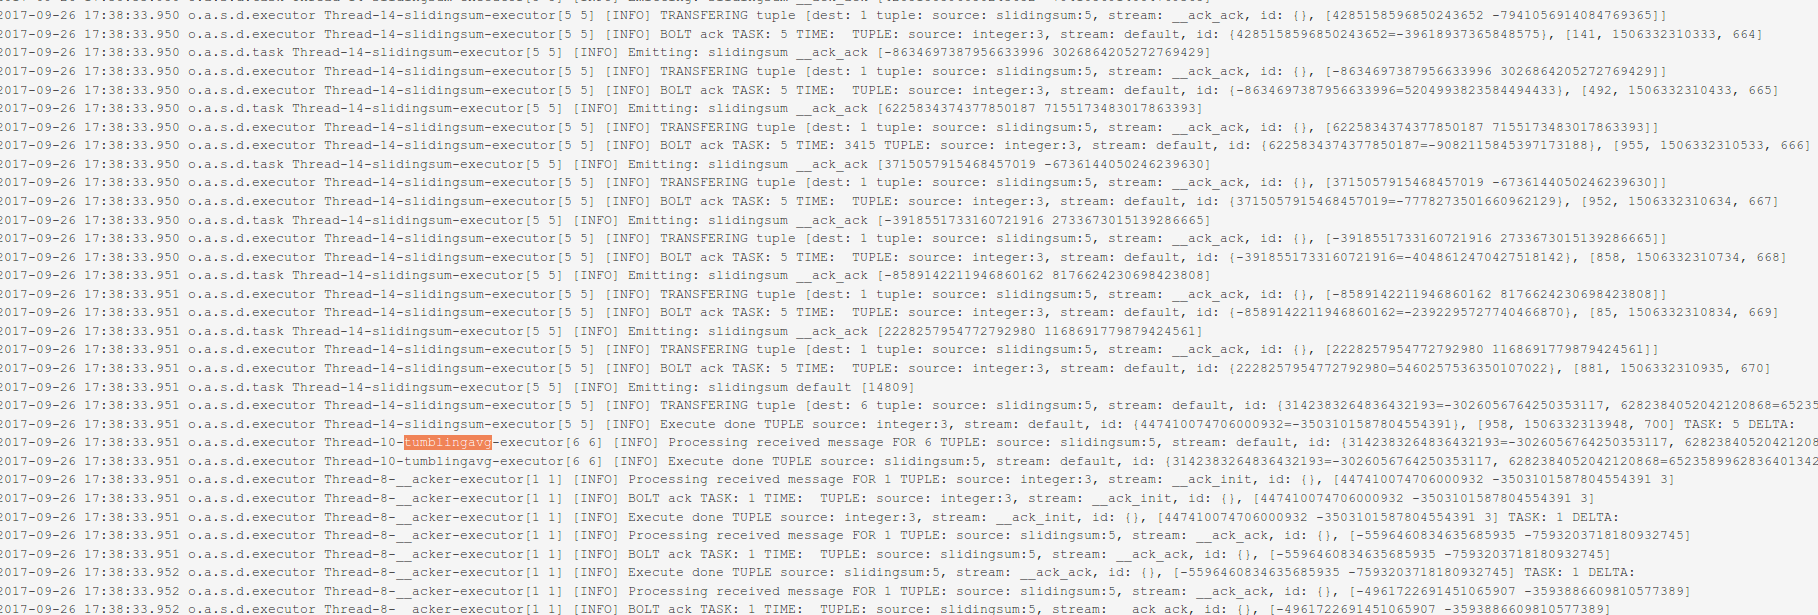 2017-09-26 17:38:33.950 o.a.s.d.executor Thread-14-slidingsum-executor[5 5] [INFO] TRANSFERING tuple [dest: 1 tuple: source: slidingsum:5, stream: __ack_ack, id: {}, [4285158596850243652 -7941056914084769365]]
2017-09-26 17:38:33.950 o.a.s.d.executor Thread-14-slidingsum-executor[5 5] [INFO] BOLT ack TASK: 5 TIME:  TUPLE: source: integer:3, stream: default, id: {4285158596850243652=-39618937365848575}, [141, 1506332310333, 664]
2017-09-26 17:38:33.950 o.a.s.d.task Thread-14-slidingsum-executor[5 5] [INFO] Emitting: slidingsum __ack_ack [-8634697387956633996 3026864205272769429]
2017-09-26 17:38:33.950 o.a.s.d.executor Thread-14-slidingsum-executor[5 5] [INFO] TRANSFERING tuple [dest: 1 tuple: source: slidingsum:5, stream: __ack_ack, id: {}, [-8634697387956633996 3026864205272769429]]
2017-09-26 17:38:33.950 o.a.s.d.executor Thread-14-slidingsum-executor[5 5] [INFO] BOLT ack TASK: 5 TIME:  TUPLE: source: integer:3, stream: default, id: {-8634697387956633996=5204993823584494433}, [492, 1506332310433, 665]
2017-09-26 17:38:33.950 o.a.s.d.task Thread-14-slidingsum-executor[5 5] [INFO] Emitting: slidingsum __ack_ack [6225834374377850187 7155173483017863393]
2017-09-26 17:38:33.950 o.a.s.d.executor Thread-14-slidingsum-executor[5 5] [INFO] TRANSFERING tuple [dest: 1 tuple: source: slidingsum:5, stream: __ack_ack, id: {}, [6225834374377850187 7155173483017863393]]
2017-09-26 17:38:33.950 o.a.s.d.executor Thread-14-slidingsum-executor[5 5] [INFO] BOLT ack TASK: 5 TIME: 3415 TUPLE: source: integer:3, stream: default, id: {6225834374377850187=-9082115845397173188}, [955, 1506332310533, 666]
2017-09-26 17:38:33.950 o.a.s.d.task Thread-14-slidingsum-executor[5 5] [INFO] Emitting: slidingsum __ack_ack [3715057915468457019 -6736144050246239630]
2017-09-26 17:38:33.950 o.a.s.d.executor Thread-14-slidingsum-executor[5 5] [INFO] TRANSFERING tuple [dest: 1 tuple: source: slidingsum:5, stream: __ack_ack, id: {}, [3715057915468457019 -6736144050246239630]]
2017-09-26 17:38:33.950 o.a.s.d.executor Thread-14-slidingsum-executor[5 5] [INFO] BOLT ack TASK: 5 TIME:  TUPLE: source: integer:3, stream: default, id: {3715057915468457019=-7778273501660962129}, [952, 1506332310634, 667]
2017-09-26 17:38:33.950 o.a.s.d.task Thread-14-slidingsum-executor[5 5] [INFO] Emitting: slidingsum __ack_ack [-3918551733160721916 2733673015139286665]
2017-09-26 17:38:33.950 o.a.s.d.executor Thread-14-slidingsum-executor[5 5] [INFO] TRANSFERING tuple [dest: 1 tuple: source: slidingsum:5, stream: __ack_ack, id: {}, [-3918551733160721916 2733673015139286665]]
2017-09-26 17:38:33.950 o.a.s.d.executor Thread-14-slidingsum-executor[5 5] [INFO] BOLT ack TASK: 5 TIME:  TUPLE: source: integer:3, stream: default, id: {-3918551733160721916=-4048612470427518142}, [858, 1506332310734, 668]
2017-09-26 17:38:33.951 o.a.s.d.task Thread-14-slidingsum-executor[5 5] [INFO] Emitting: slidingsum __ack_ack [-8589142211946860162 8176624230698423808]
2017-09-26 17:38:33.951 o.a.s.d.executor Thread-14-slidingsum-executor[5 5] [INFO] TRANSFERING tuple [dest: 1 tuple: source: slidingsum:5, stream: __ack_ack, id: {}, [-8589142211946860162 8176624230698423808]]
2017-09-26 17:38:33.951 o.a.s.d.executor Thread-14-slidingsum-executor[5 5] [INFO] BOLT ack TASK: 5 TIME:  TUPLE: source: integer:3, stream: default, id: {-8589142211946860162=-2392295727740466870}, [85, 1506332310834, 669]
2017-09-26 17:38:33.951 o.a.s.d.task Thread-14-slidingsum-executor[5 5] [INFO] Emitting: slidingsum __ack_ack [2228257954772792980 1168691779879424561]
2017-09-26 17:38:33.951 o.a.s.d.executor Thread-14-slidingsum-executor[5 5] [INFO] TRANSFERING tuple [dest: 1 tuple: source: slidingsum:5, stream: __ack_ack, id: {}, [2228257954772792980 1168691779879424561]]
2017-09-26 17:38:33.951 o.a.s.d.executor Thread-14-slidingsum-executor[5 5] [INFO] BOLT ack TASK: 5 TIME:  TUPLE: source: integer:3, stream: default, id: {2228257954772792980=5460257536350107022}, [881, 1506332310935, 670]
2017-09-26 17:38:33.951 o.a.s.d.task Thread-14-slidingsum-executor[5 5] [INFO] Emitting: slidingsum default [14809]
2017-09-26 17:38:33.951 o.a.s.d.executor Thread-14-slidingsum-executor[5 5] [INFO] TRANSFERING tuple [dest: 6 tuple: source: slidingsum:5, stream: default, id: {3142383264836432193=-3026056764250353117, 6282384052042120868=65235
2017-09-26 17:38:33.951 o.a.s.d.executor Thread-14-slidingsum-executor[5 5] [INFO] Execute done TUPLE source: integer:3, stream: default, id: {447410074706000932=-3503101587804554391}, [958, 1506332313948, 700] TASK: 5 DELTA:
2017-09-26 17:38:33.951 o.a.s.d.executor Thread-10-tumblingavg-executor[6 6] [INFO] Processing received message FOR 6 TUPLE: source: slidingsum:5, stream: default, id: {3142383264836432193=-3026056764250353117, 62823840520421208
2017-09-26 17:38:33.951 o.a.s.d.executor Thread-10-tumblingavg-executor[6 6] [INFO] Execute done TUPLE source: slidingsum:5, stream: default, id: {3142383264836432193=-3026056764250353117, 6282384052042120868=6523589962836401342
2017-09-26 17:38:33.951 o.a.s.d.executor Thread-8-__acker-executor[1 1] [INFO] Processing received message FOR 1 TUPLE: source: integer:3, stream: __ack_init, id: {}, [447410074706000932 -3503101587804554391 3]
2017-09-26 17:38:33.951 o.a.s.d.executor Thread-8-__acker-executor[1 1] [INFO] BOLT ack TASK: 1 TIME:  TUPLE: source: integer:3, stream: __ack_init, id: {}, [447410074706000932 -3503101587804554391 3]
2017-09-26 17:38:33.951 o.a.s.d.executor Thread-8-__acker-executor[1 1] [INFO] Execute done TUPLE source: integer:3, stream: __ack_init, id: {}, [447410074706000932 -3503101587804554391 3] TASK: 1 DELTA:
2017-09-26 17:38:33.951 o.a.s.d.executor Thread-8-__acker-executor[1 1] [INFO] Processing received message FOR 1 TUPLE: source: slidingsum:5, stream: __ack_ack, id: {}, [-5596460834635685935 -7593203718180932745]
2017-09-26 17:38:33.951 o.a.s.d.executor Thread-8-__acker-executor[1 1] [INFO] BOLT ack TASK: 1 TIME:  TUPLE: source: slidingsum:5, stream: __ack_ack, id: {}, [-5596460834635685935 -7593203718180932745]
2017-09-26 17:38:33.952 o.a.s.d.executor Thread-8-__acker-executor[1 1] [INFO] Execute done TUPLE source: slidingsum:5, stream: __ack_ack, id: {}, [-5596460834635685935 -7593203718180932745] TASK: 1 DELTA:
2017-09-26 17:38:33.952 o.a.s.d.executor Thread-8-__acker-executor[1 1] [INFO] Processing received message FOR 1 TUPLE: source: slidingsum:5, stream: __ack_ack, id: {}, [-4961722691451065907 -3593886609810577389]
2017-09-26 17:38:33.952 o.a.s.d.executor Thread-8-__acker-executor[1 1] [INFO] BOLT ack TASK: 1 TIME:  TUPLE: source: slidingsum:5, stream: __ack_ack, id: {}, [-4961722691451065907 -3593886609810577389]